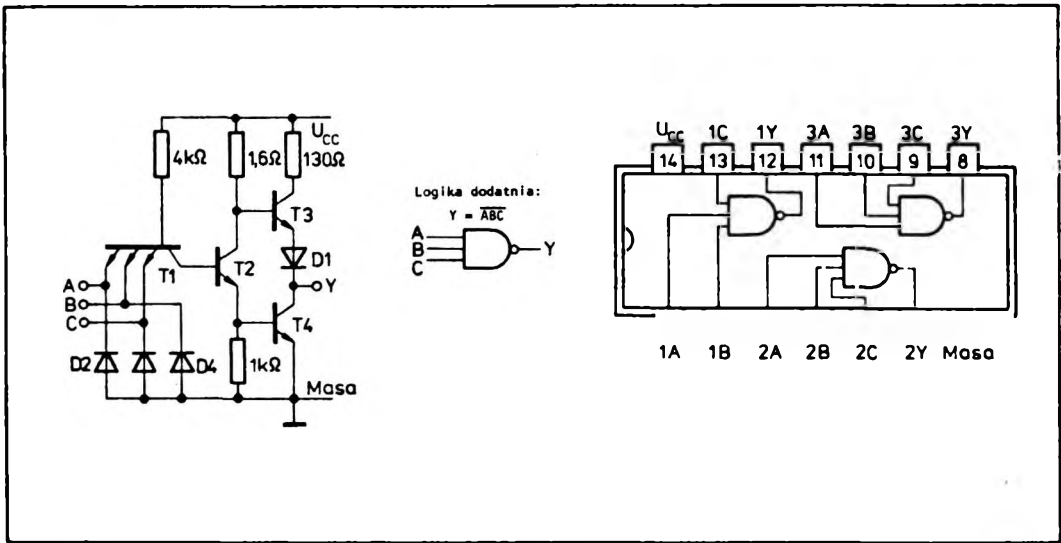 U_CC
4kΩ
1,6Ω
130Ω
T3
T1
T2
D1
A
B
C
Y
T4
D2
D4
1kΩ
Masa
Logika dodatnia:
Y = \overline{ABC}
A
B
C
Y
U_CC 1C 1Y 3A 3B 3C 3Y
14 13 12 11 10 9 8
1A 1B 2A 2B 2C 2Y Masa